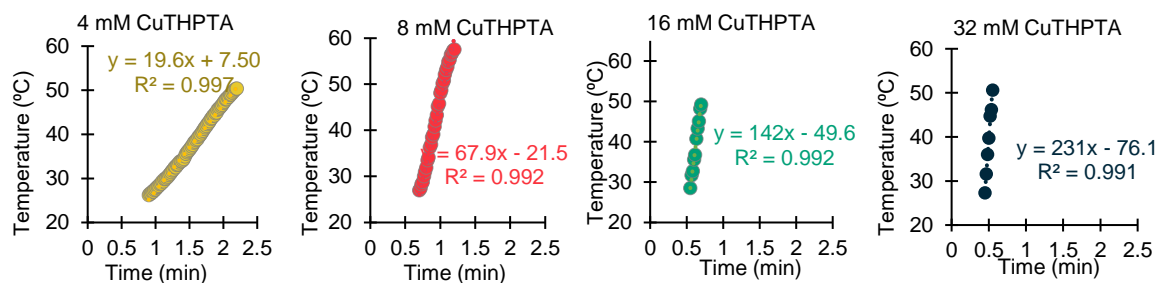 4 mM CuTHPTA
Temperature (ºC)
60
50
40
30
20
y = 19.6x + 7.50
R² = 0.997
0 0.5 1 1.5 2 2.5
Time (min)
8 mM CuTHPTA
Temperature (ºC)
60
50
40
30
20
y = 67.9x - 21.5
R² = 0.992
0 0.5 1 1.5 2 2.5
Time (min)
16 mM CuTHPTA
Temperature (ºC)
60
50
40
30
20
y = 142x - 49.6
R² = 0.992
0 0.5 1 1.5 2 2.5
Time (min)
32 mM CuTHPTA
Temperature (ºC)
60
50
40
30
20
y = 231x - 76.1
R² = 0.991
0 0.5 1 1.5 2 2.5
Time (min)